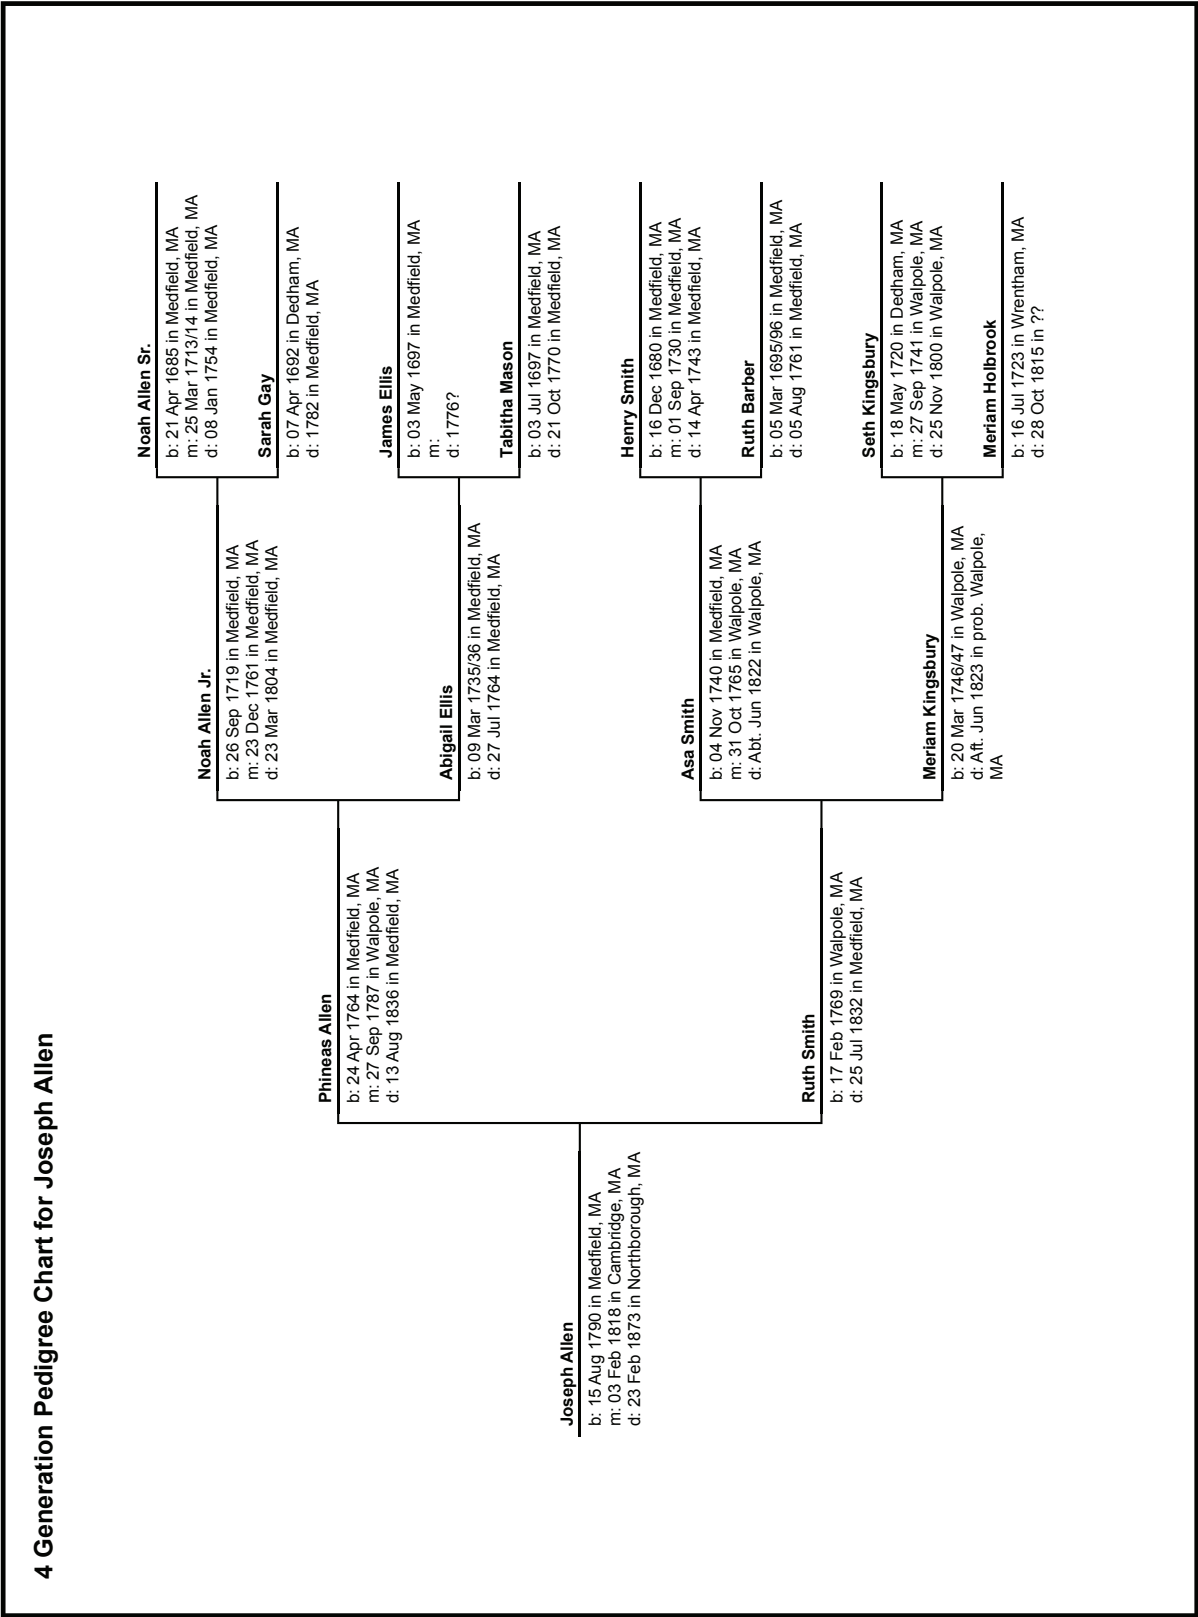 4 Generation Pedigree Chart for Joseph Allen
Joseph Allen
b: 15 Aug 1790 in Medfield, MA
m: 03 Feb 1818 in Cambridge, MA
d: 23 Feb 1873 in Northborough, MA
Phineas Allen
b: 24 Apr 1764 in Medfield, MA
m: 27 Sep 1787 in Walpole, MA
d: 13 Aug 1836 in Medfield, MA
Ruth Smith
b: 17 Feb 1769 in Walpole, MA
d: 25 Jul 1832 in Medfield, MA
Noah Allen Jr.
b: 26 Sep 1719 in Medfield, MA
m: 23 Dec 1761 in Medfield, MA
d: 23 Mar 1804 in Medfield, MA
Abigail Ellis
b: 09 Mar 1735/36 in Medfield, MA
d: 27 Jul 1764 in Medfield, MA
Asa Smith
b: 04 Nov 1740 in Medfield, MA
m: 31 Oct 1765 in Walpole, MA
d: Abt. Jun 1822 in Walpole, MA
Meriam Kingsbury
b: 20 Mar 1746/47 in Walpole, MA
d: Aft. Jun 1823 in prob. Walpole,
MA
Noah Allen Sr.
b: 21 Apr 1685 in Medfield, MA
m: 25 Mar 1713/14 in Medfield, MA
d: 08 Jan 1754 in Medfield, MA
Sarah Gay
b: 07 Apr 1692 in Dedham, MA
d: 1782 in Medfield, MA
James Ellis
b: 03 May 1697 in Medfield, MA
m:
d: 1776?
Tabitha Mason
b: 03 Jul 1697 in Medfield, MA
d: 21 Oct 1770 in Medfield, MA
Henry Smith
b: 16 Dec 1680 in Medfield, MA
m: 01 Sep 1730 in Medfield, MA
d: 14 Apr 1743 in Medfield, MA
Ruth Barber
b: 05 Mar 1695/96 in Medfield, MA
d: 05 Aug 1761 in Medfield, MA
Seth Kingsbury
b: 18 May 1720 in Dedham, MA
m: 27 Sep 1741 in Walpole, MA
d: 25 Nov 1800 in Walpole, MA
Meriam Holbrook
b: 16 Jul 1723 in Wrentham, MA
d: 28 Oct 1815 in ??